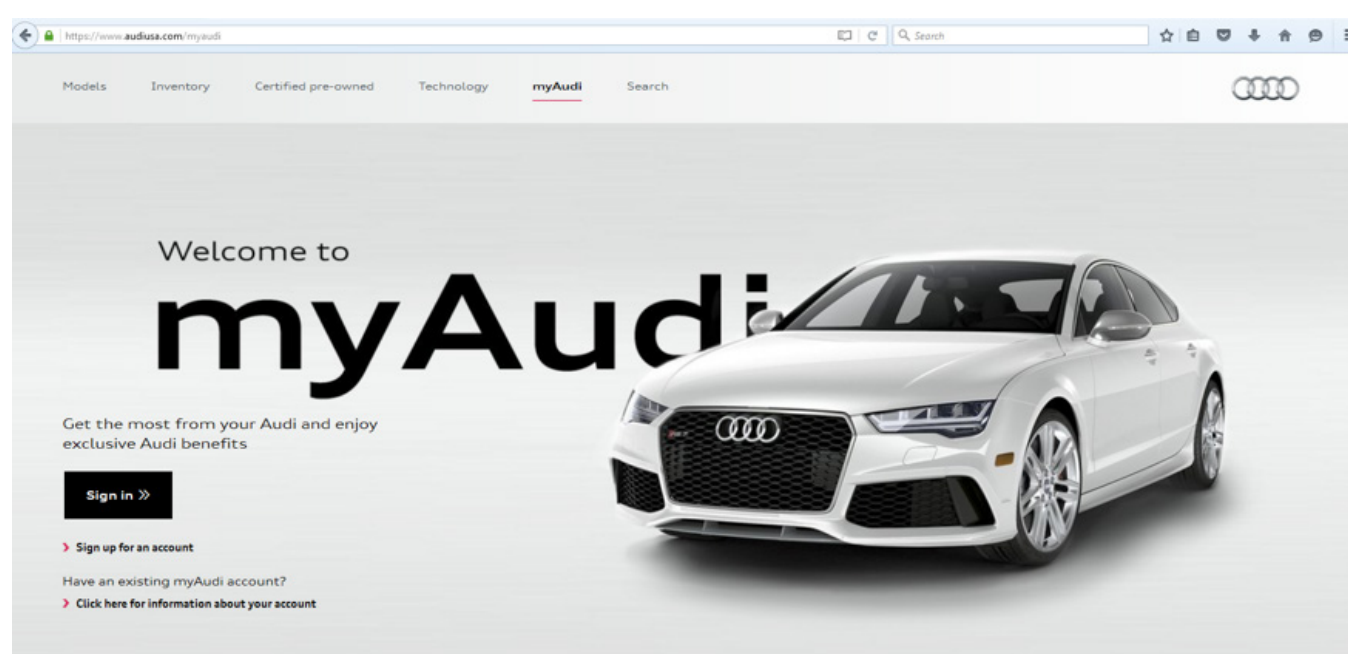 https://www.audiusa.com/myaudi
Search
Models Inventory Certified pre-owned Technology myAudi Search
Welcome to
myAudi
Get the most from your Audi and enjoy
exclusive Audi benefits
Sign in »
Sign up for an account
Have an existing myAudi account?
Click here for information about your account